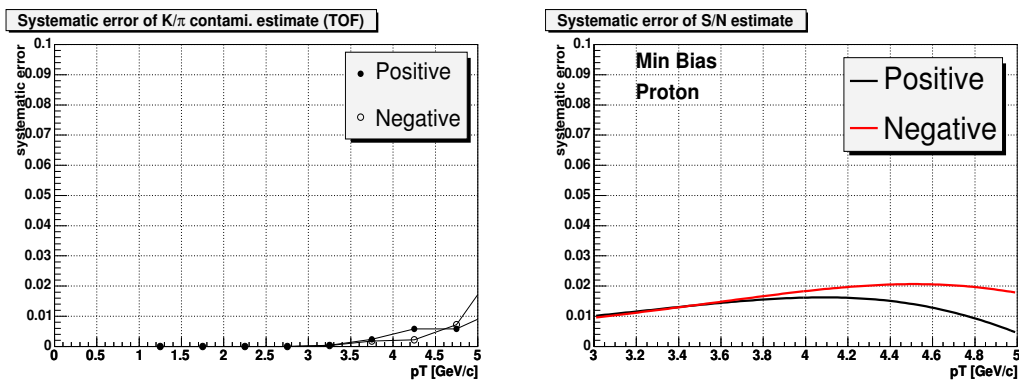 Systematic error of K/π contami. estimate (TOF)
systematic error
0.1
0.09
0.08
0.07
0.06
0.05
0.04
0.03
0.02
0.01
0
Positive
Negative
0 0.5 1 1.5 2 2.5 3 3.5 4 4.5 5
pT [GeV/c]
Systematic error of S/N estimate
systematic error
0.1
0.09
0.08
0.07
0.06
0.05
0.04
0.03
0.02
0.01
0
Min Bias
Proton
Positive
Negative
3 3.2 3.4 3.6 3.8 4 4.2 4.4 4.6 4.8 5
pT [GeV/c]